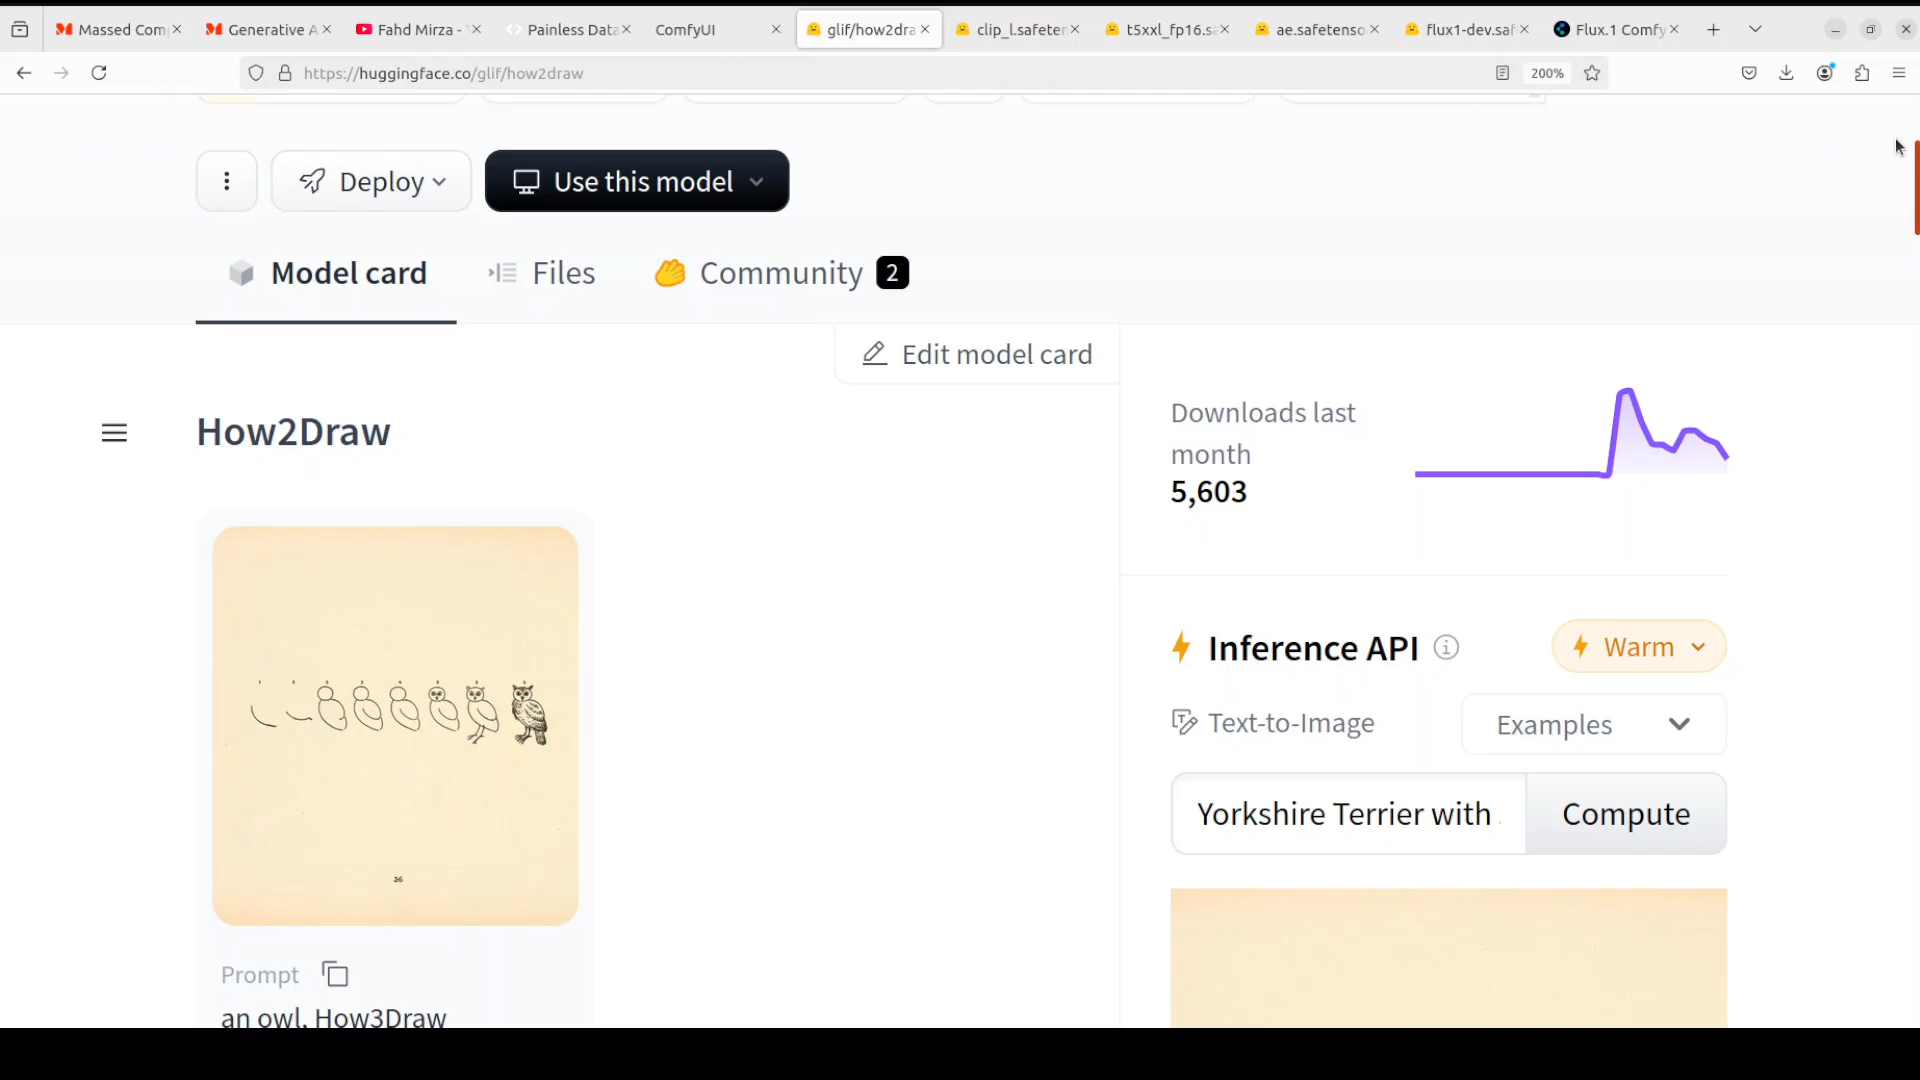 Massed Com
Generative A
Fahd Mirza -
Painless Data
ComfyUI
glif/how2dra
clip_l.safeten
t5xxl_fp16.sa
ae.safetenso
flux1-dev.saf
Flux.1 Comfy
https://huggingface.co/glif/how2draw
200%
Deploy
Use this model
Model card
Files
Community 2
Edit model card
How2Draw
Downloads last
month
5,603
Inference API
Warm
Text-to-Image
Examples
Yorkshire Terrier with
Compute
36
Prompt
an owl, How3Draw